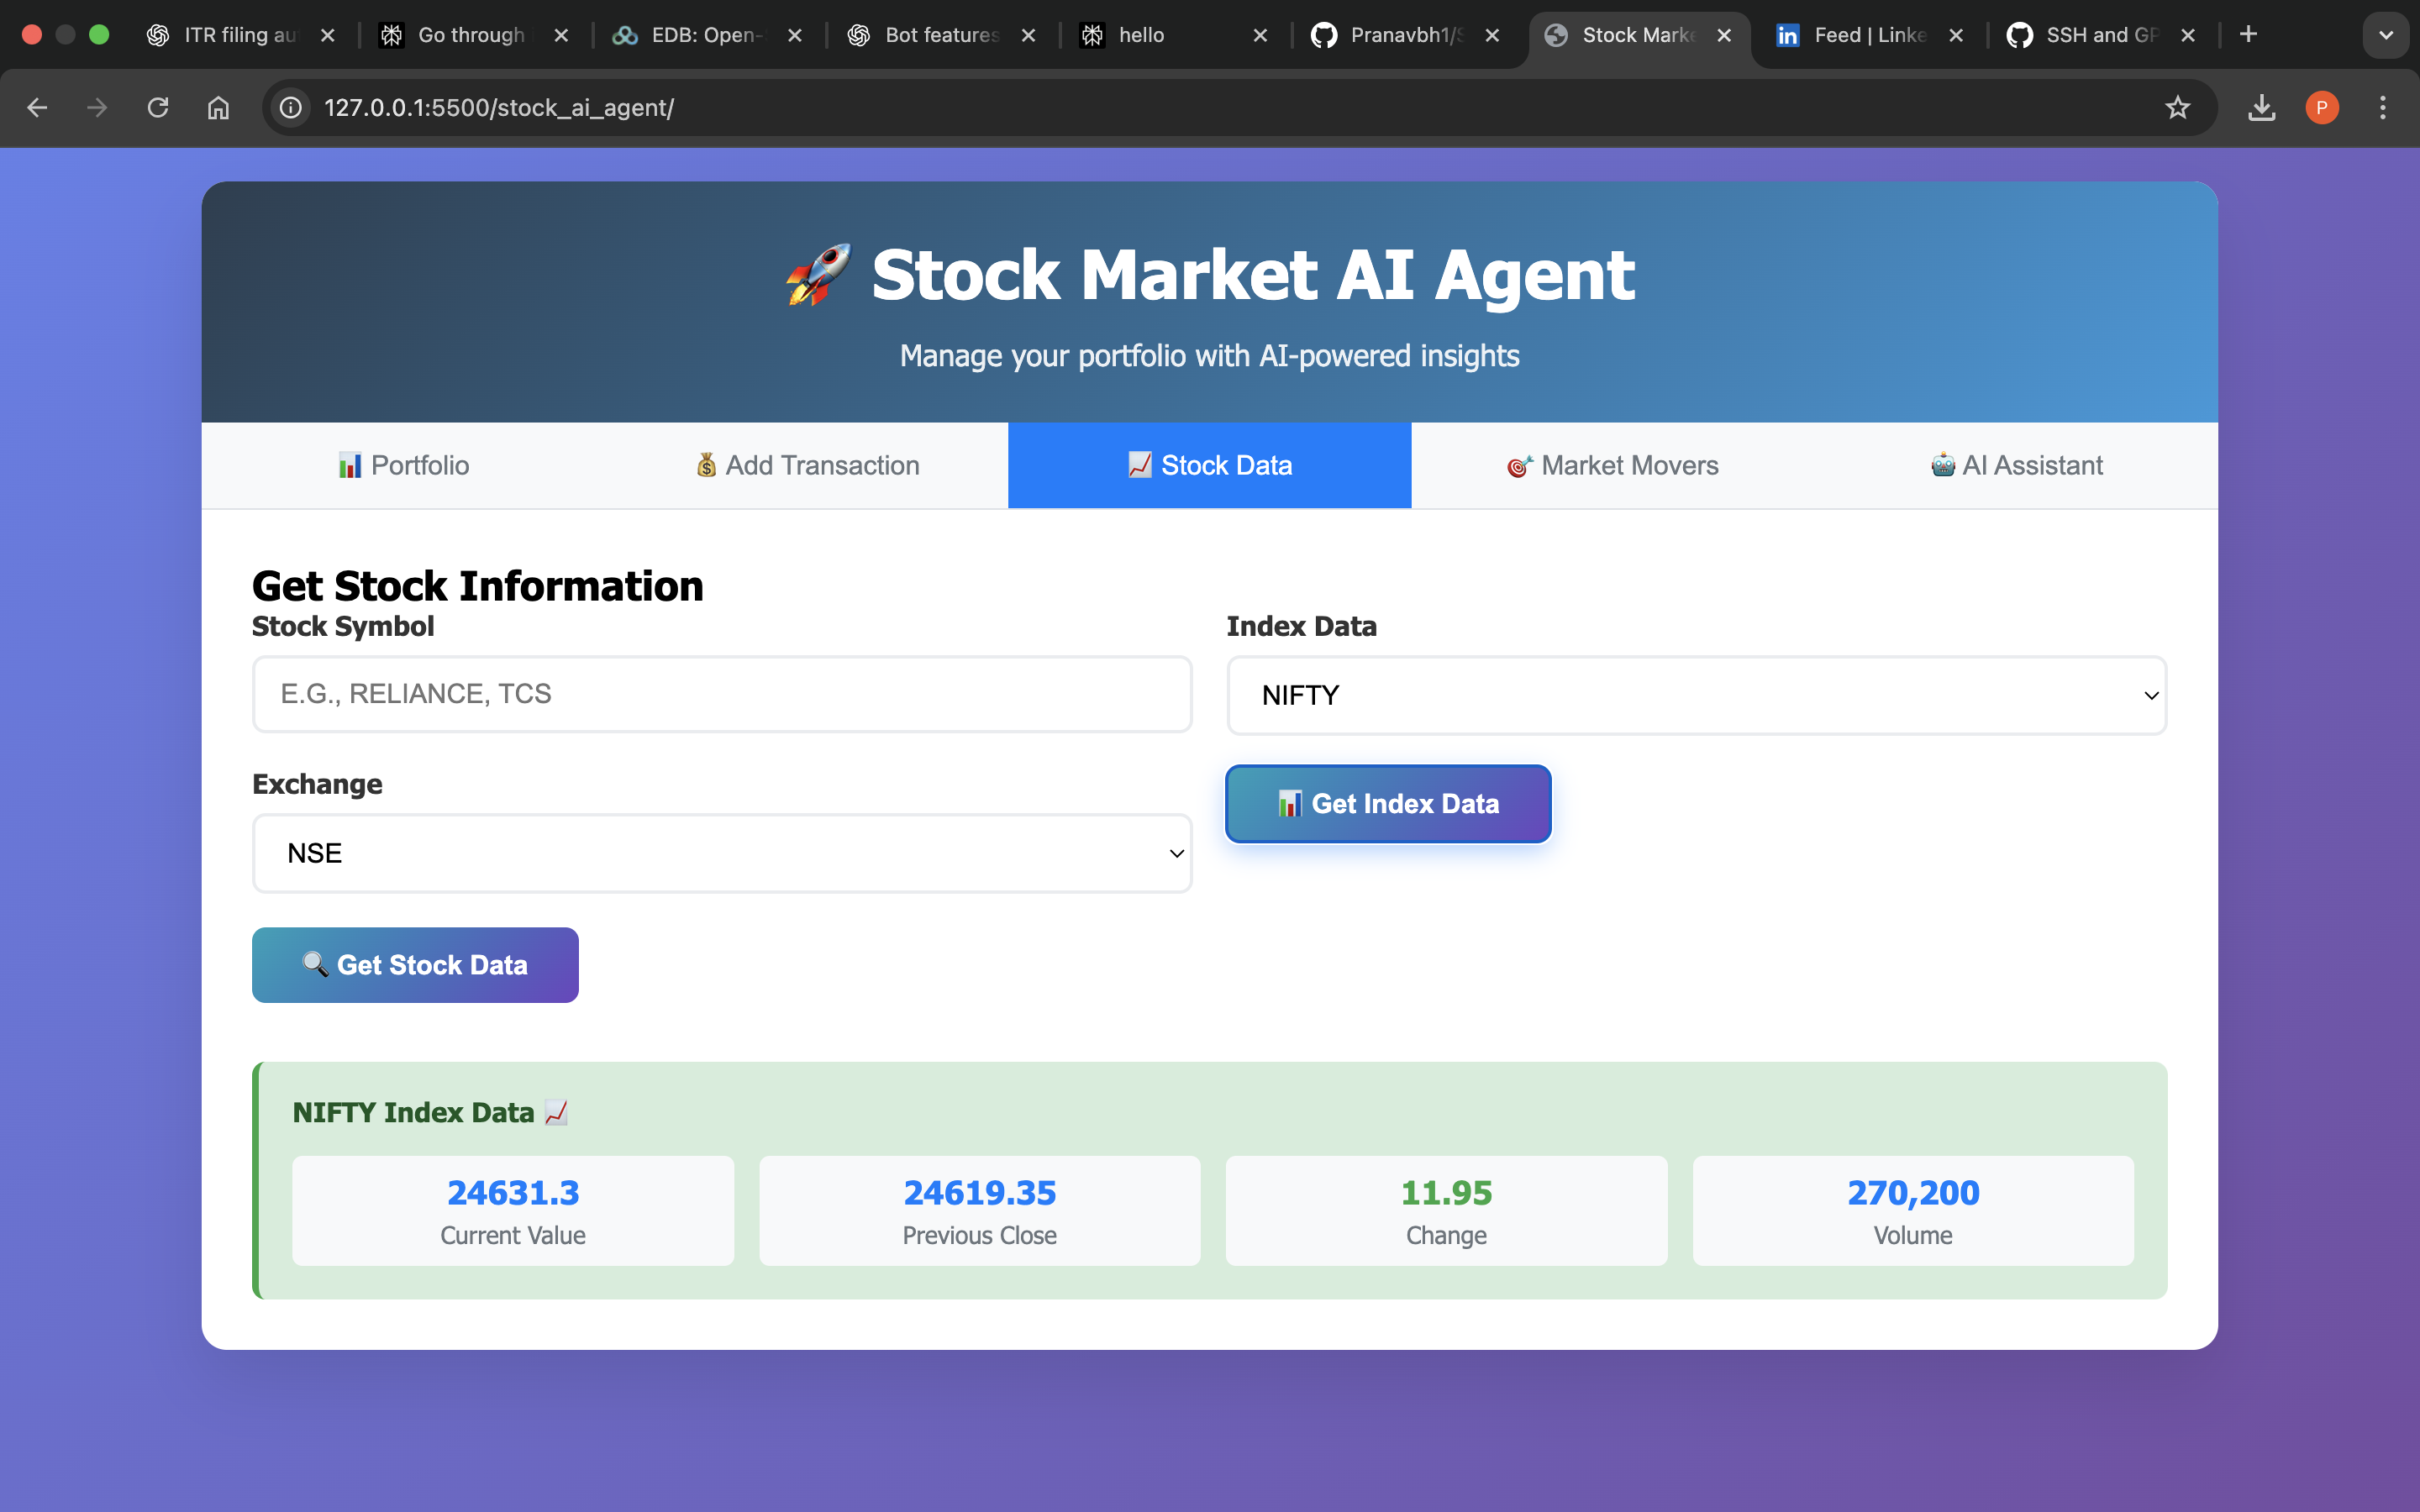 ITR filing au
Go through
EDB: Open-
Bot features
hello
Pranavbh1/S
Stock Marke
Feed | Linke
SSH and GP
127.0.0.1:5500/stock_ai_agent/
P
🚀 Stock Market AI Agent
Manage your portfolio with AI-powered insights
📊 Portfolio
💰 Add Transaction
📈 Stock Data
🎯 Market Movers
🤖 AI Assistant
Get Stock Information
Stock Symbol
E.G., RELIANCE, TCS
Exchange
NSE
🔍 Get Stock Data
Index Data
NIFTY
📊 Get Index Data
NIFTY Index Data 📈
24631.3
Current Value
24619.35
Previous Close
11.95
Change
270,200
Volume